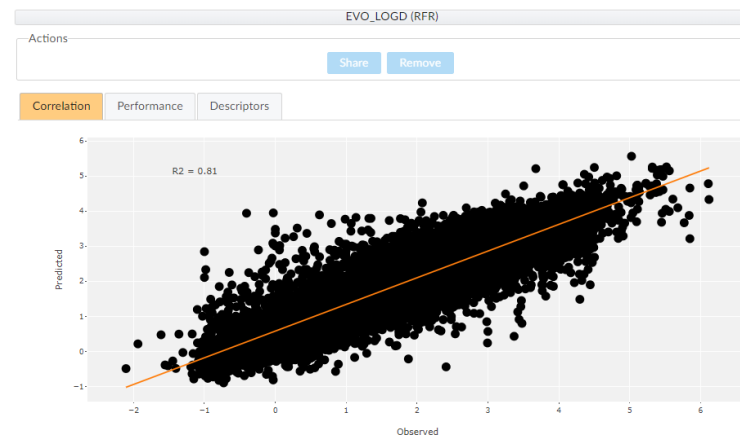 EVO_LOGD (RFR)
Actions
Share Remove
Correlation Performance Descriptors
6
R2 = 0.81
5
4
3
2
1
0
−1
Predicted
−2 −1 0 1 2 3 4 5 6
Observed